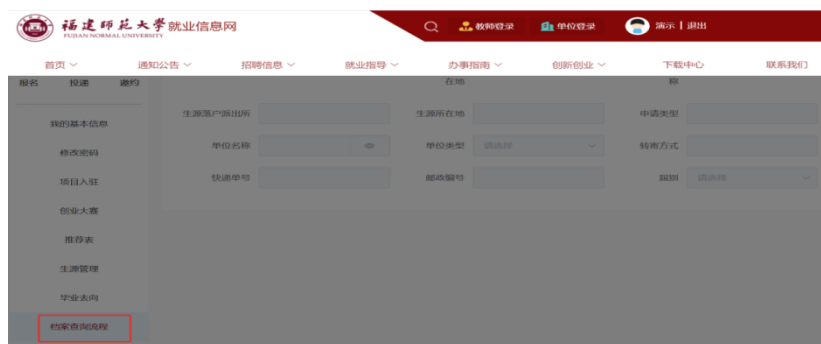 福建师范大学 就业信息网
FUJIAN NORMAL UNIVERSITY
教师登录 单位登录 演示 | 退出
首页 通知公告 招聘信息 就业指导 办事指南 创新创业 下载中心 联系我们
报名 投递 邀约 在地 称
我的基本信息
生源落户派出所 生源所在地 申请类型
修改密码
单位名称 单位类型 请选择 转寄方式
项目入驻
快递单号 邮政编号 届别 请选择
创业大赛
推荐表
生源管理
毕业去向
档案查询流程